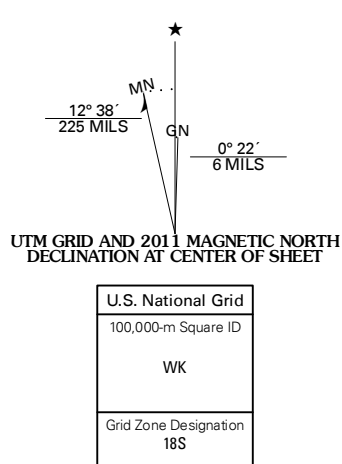 ★
MN
12° 38´
225 MILS
GN
0° 22´
6 MILS
UTM GRID AND 2011 MAGNETIC NORTH
DECLINATION AT CENTER OF SHEET
U.S. National Grid
100,000-m Square ID
WK
Grid Zone Designation
18S